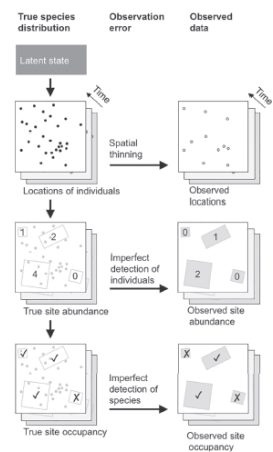 True species distribution
Observation error
Observed data
Latent state
Time
Time
Spatial thinning
Locations of individuals
Observed locations
1
2
4
0
Imperfect detection of individuals
0
1
2
0
True site abundance
Observed site abundance
✓
✓
✓
X
Imperfect detection of species
X
✓
✓
X
True site occupancy
Observed site occupancy